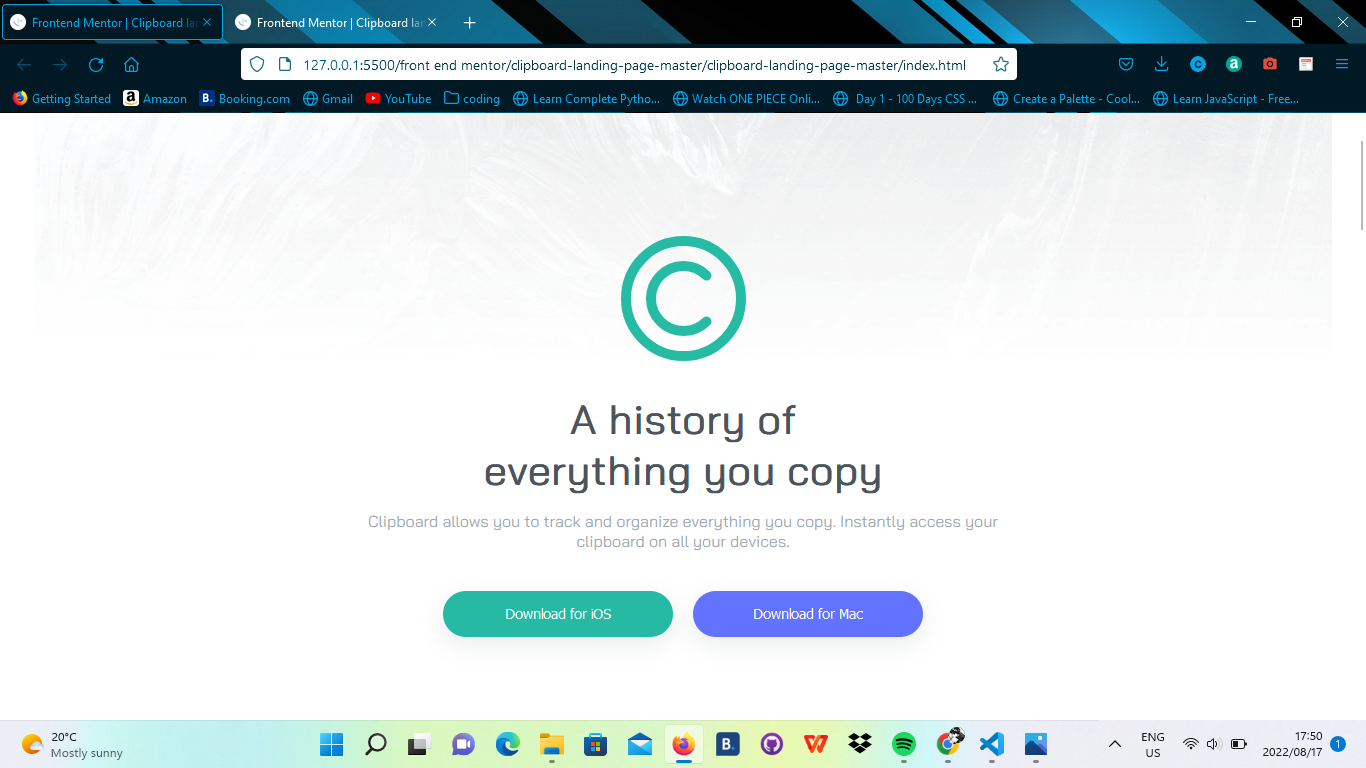 Frontend Mentor | Clipboard lar
Frontend Mentor | Clipboard lar
127.0.0.1:5500/front end mentor/clipboard-landing-page-master/clipboard-landing-page-master/index.html
Getting Started
Amazon
Booking.com
Gmail
YouTube
coding
Learn Complete Pytho...
Watch ONE PIECE Onli...
Day 1 - 100 Days CSS ...
Create a Palette - Cool...
Learn JavaScript - Free...
A history of
everything you copy
Clipboard allows you to track and organize everything you copy. Instantly access your
clipboard on all your devices.
Download for iOS
Download for Mac
20°C
Mostly sunny
ENG
US
17:50
2022/08/17
1